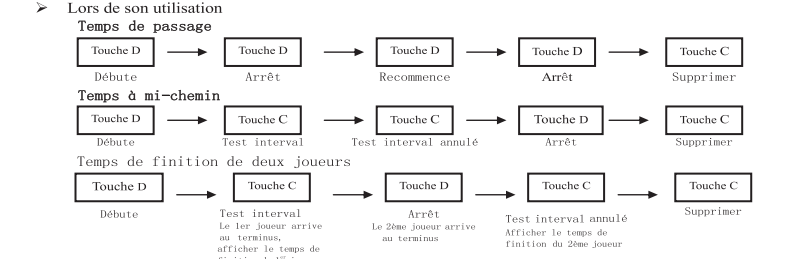 ➢ Lors de son utilisation
Temps de passage
Touche D Touche D Touche D Touche D Touche C
Débute Arrêt Recommence Arrêt Supprimer
Temps à mi-chemin
Touche D Touche C Touche C Touche D Touche C
Débute Test interval Test interval annulé Arrêt Supprimer
Temps de finition de deux joueurs
Touche D Touche C Touche D Touche C Touche C
Débute Test interval Arrêt Test interval annulé Supprimer
Le 1er joueur arrive Le 2ème joueur arrive Afficher le temps de
au terminus, au terminus finition du 2ème joueur
afficher le temps de